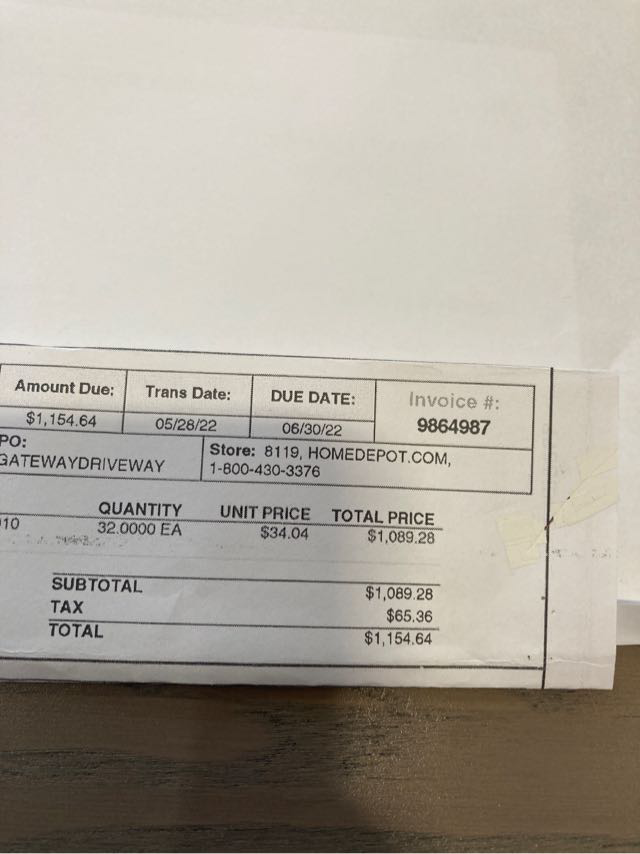 Amount Due: Trans Date: DUE DATE: Invoice #:
$1,154.64 05/28/22 06/30/22 9864987
PO: Store: 8119, HOMEDEPOT.COM,
GATEWAYDRIVEWAY 1-800-430-3376
QUANTITY UNIT PRICE TOTAL PRICE
10 32.0000 EA $34.04 $1,089.28
SUBTOTAL $1,089.28
TAX $65.36
TOTAL $1,154.64